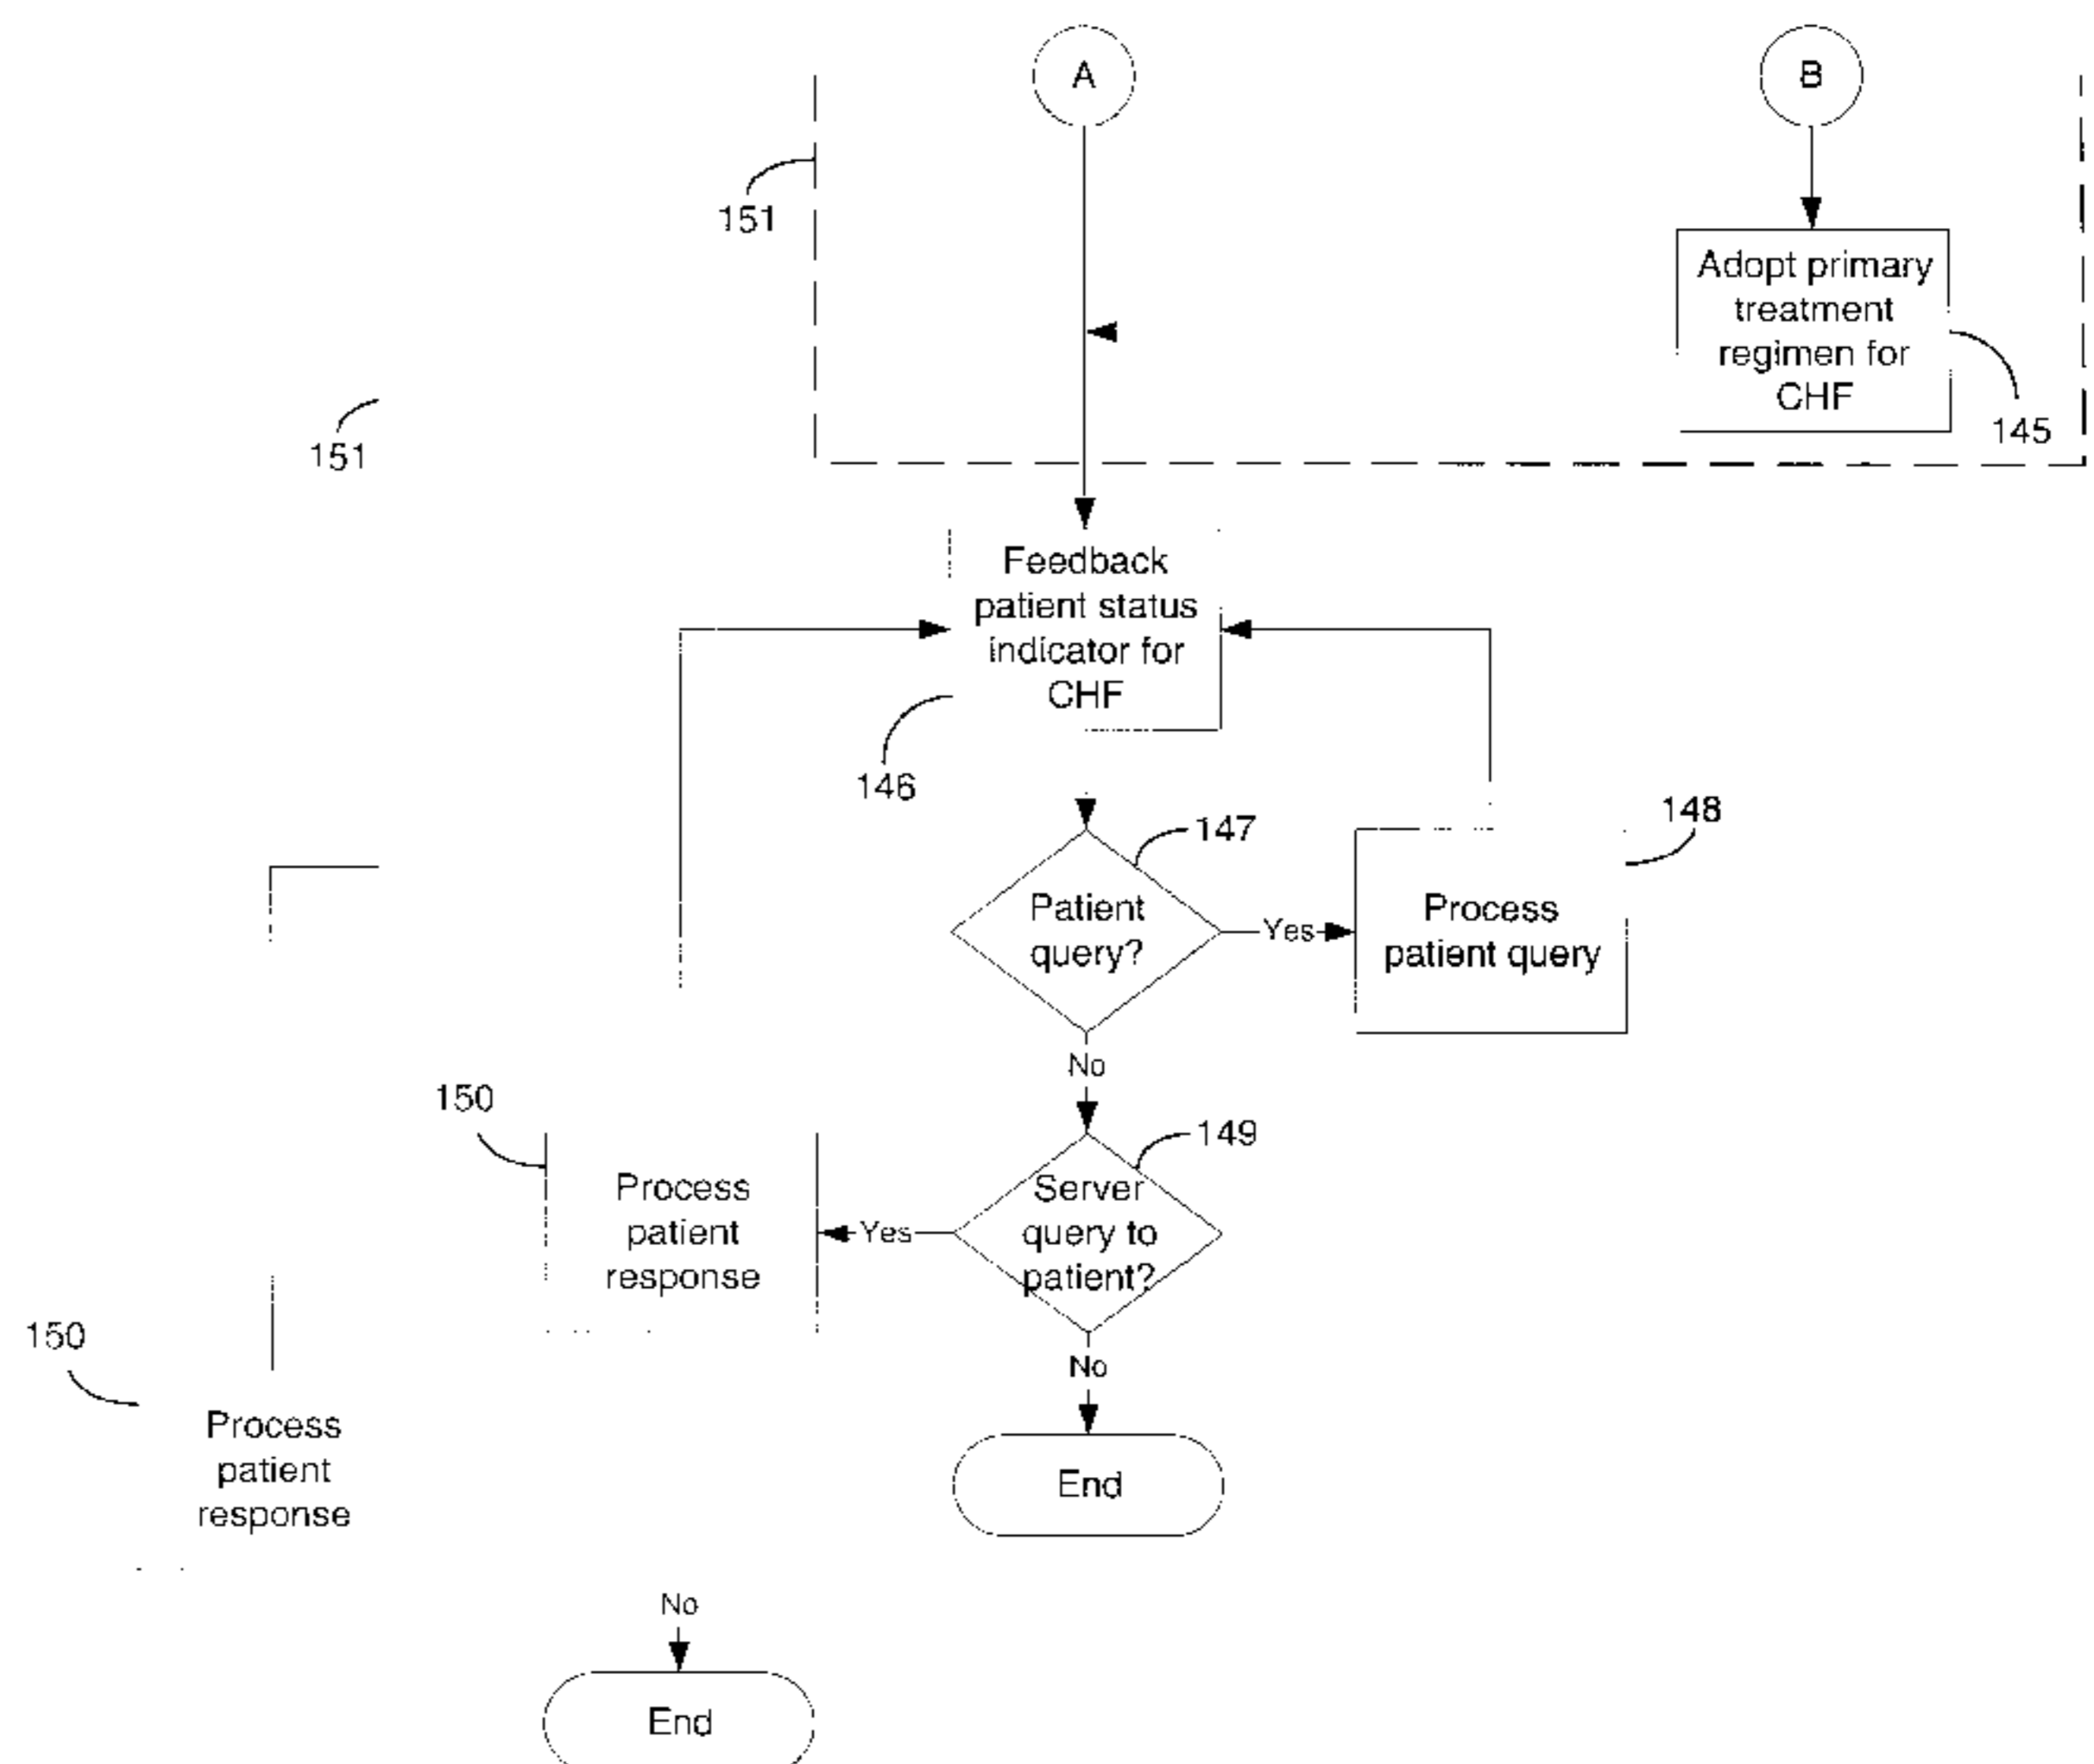 A
B
151
Adopt primary
treatment
regimen for
CHF
145
151
Feedback
patient status
indicator for
CHF
146
147
148
Patient
query?
Yes
Process
patient query
No
150
149
Process
patient
response
Yes
Server
query to
patient?
No
150
Process
patient
response
End
No
End